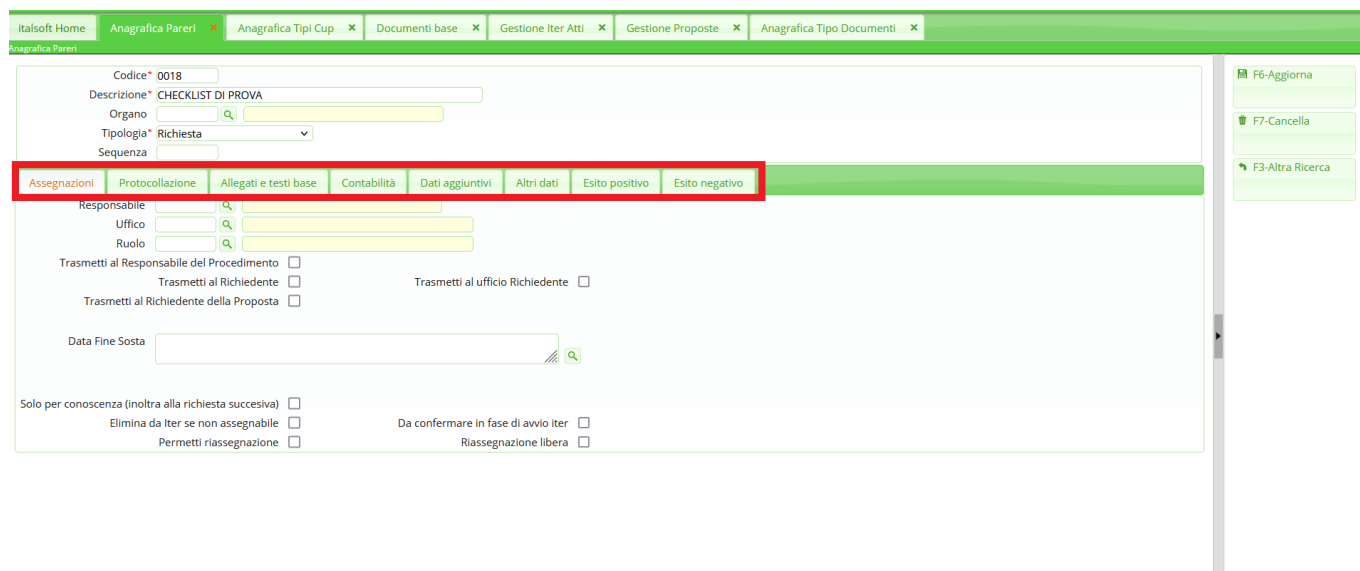 italsoft Home Anagrafica Pareri × Anagrafica Tipi Cup × Documenti base × Gestione Iter Atti × Gestione Proposte × Anagrafica Tipo Documenti ×
Anagrafica Pareri
Codice* 0018
Descrizione* CHECKLIST DI PROVA
Organo
Tipologia* Richiesta
Sequenza
F6-Aggiorna
F7-Cancella
F3-Altra Ricerca
Assegnazioni Protocollazione Allegati e testi base Contabilità Dati aggiuntivi Altri dati Esito positivo Esito negativo
Responsabile
Uffico
Ruolo
Trasmetti al Responsabile del Procedimento
Trasmetti al Richiedente Trasmetti al ufficio Richiedente
Trasmetti al Richiedente della Proposta
Data Fine Sosta
Solo per conoscenza (inoltra alla richiesta succesiva)
Elimina da Iter se non assegnabile Da confermare in fase di avvio iter
Permetti riassegnazione Riassegnazione libera